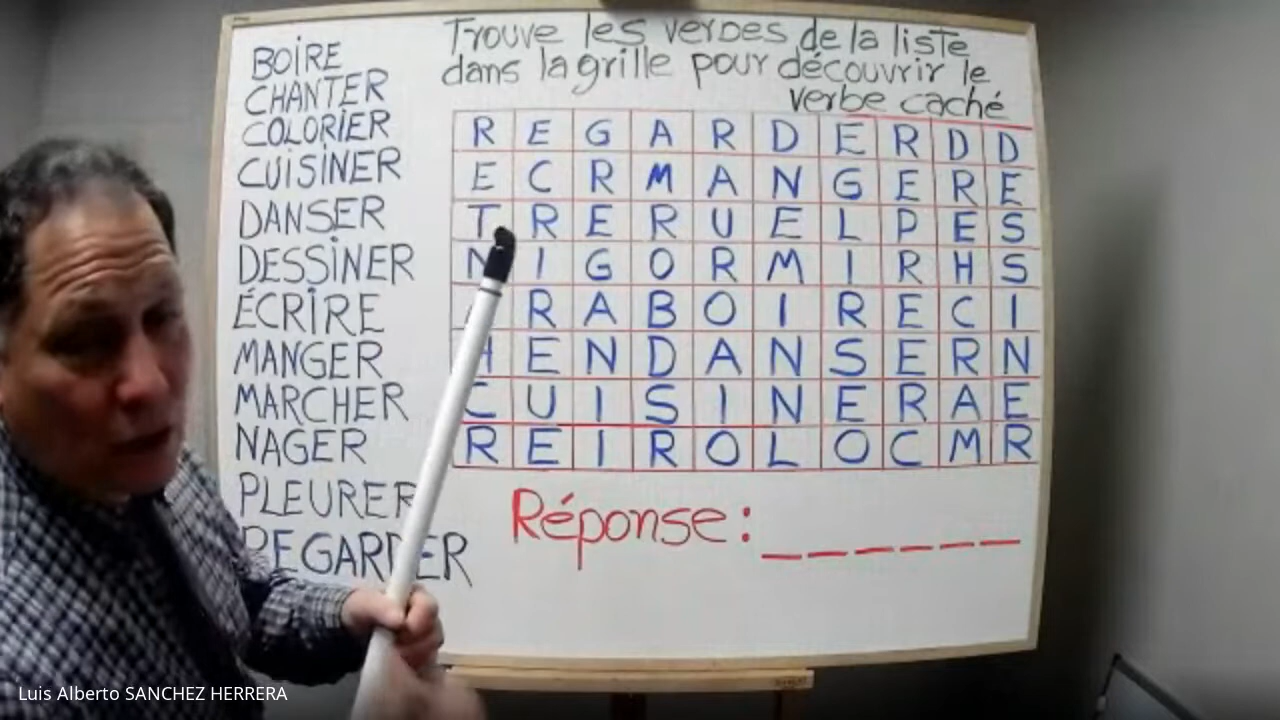 Trouve les verbes de la liste
dans la grille pour découvrir le
verbe caché
BOIRE
CHANTER
COLORIER
CUISINER
DANSER
DESSINER
ÉCRIRE
MANGER
MARCHER
NAGER
PLEURER
REGARDER
R E G A R D E R D D
E C R M A N G E R E
T R E R U E L P E S
N I G O R M I R H S
A R A B O I R E C I
H E N D A N S E R N
C U I S I N E R A E
R E I R O L O C M R
Réponse: _ _ _ _ _ _
Luis Alberto SANCHEZ HERRERA